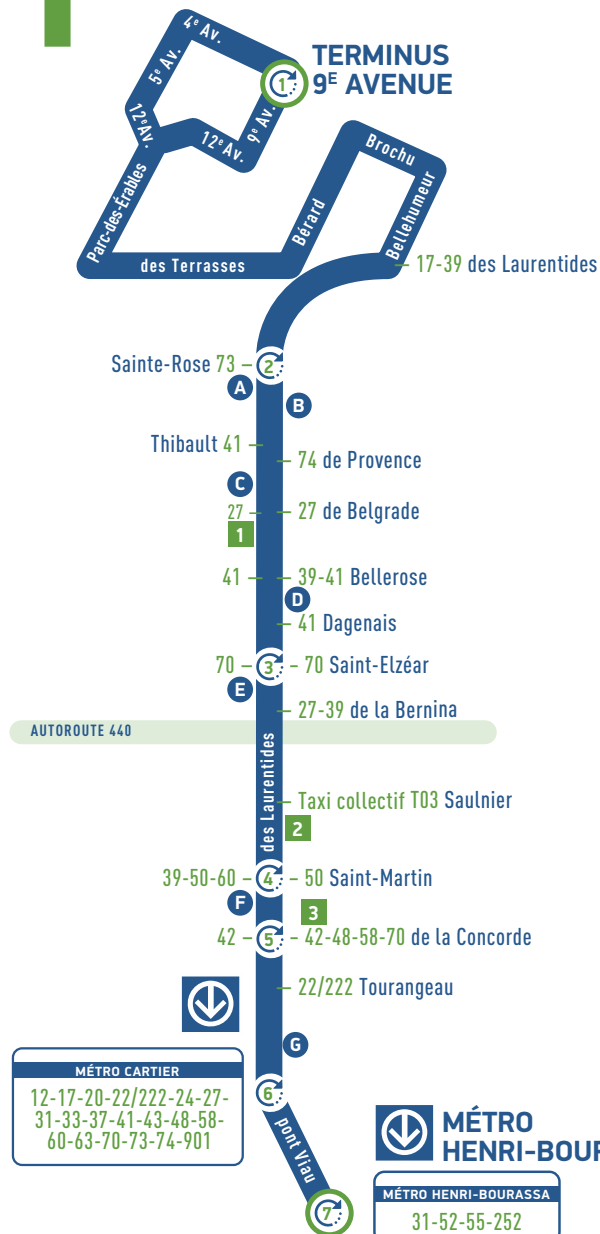 4e Av.
5e Av.
12e Av.
1
TERMINUS
9E AVENUE
9e Av.
12e Av.
Parc-des-Érables
des Terrasses
Bérard
Brochu
Bellehumeur
17-39 des Laurentides
Sainte-Rose 73
2
A
B
Thibault 41
74 de Provence
C
27
27 de Belgrade
1
41
39-41 Bellerose
D
41 Dagenais
70
3
70 Saint-Elzéar
E
27-39 de la Bernina
AUTOROUTE 440
des Laurentides
Taxi collectif T03 Saulnier
2
39-50-60
4
50 Saint-Martin
F
3
42
5
42-48-58-70 de la Concorde
22/222 Tourangeau
G
MÉTRO CARTIER
12-17-20-22/222-24-27-
31-33-37-41-43-48-58-
60-63-70-73-74-901
6
pont Viau
MÉTRO
HENRI-BOUR
MÉTRO HENRI-BOURASSA
31-52-55-252
7